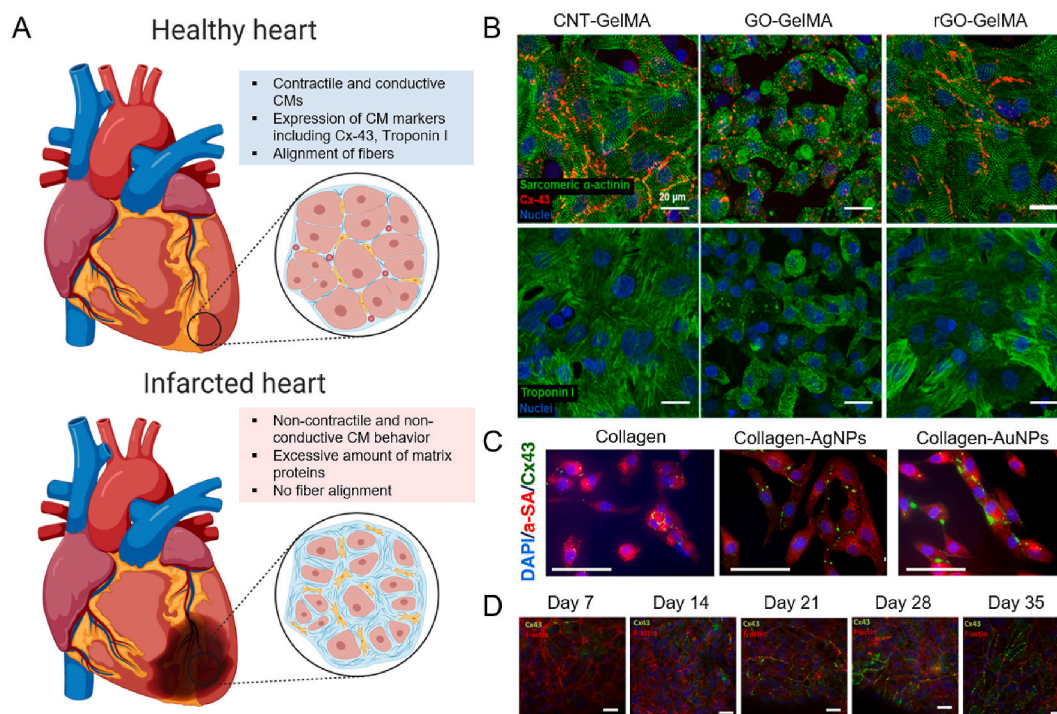 A
Healthy heart
▪ Contractile and conductive
CMs
▪ Expression of CM markers
including Cx-43, Troponin I
▪ Alignment of fibers
Infarcted heart
▪ Non-contractile and non-
conductive CM behavior
▪ Excessive amount of matrix
proteins
▪ No fiber alignment
B
CNT-GelMA
GO-GelMA
rGO-GelMA
Sarcomeric α-actinin
Cx-43
Nuclei
20 µm
Troponin I
Nuclei
C
DAPI/a-SA/Cx43
Collagen
Collagen-AgNPs
Collagen-AuNPs
D
Day 7
Day 14
Day 21
Day 28
Day 35
Cx43
F-actin
Cx43
F-actin
Cx43
F-actin
Cx43
F-actin
Cx43
F-actin